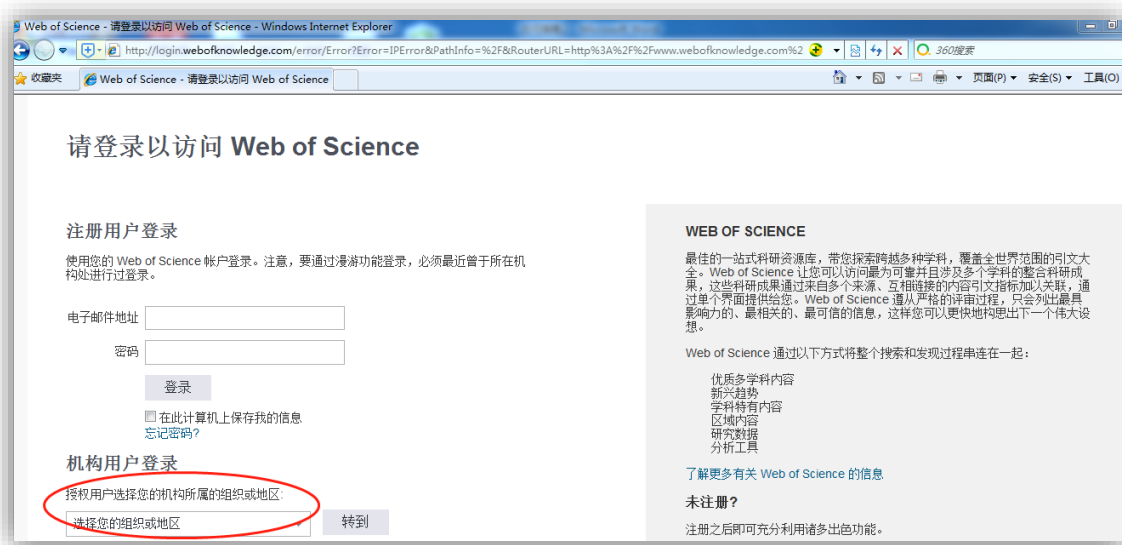 Web of Science - 请登录以访问 Web of Science - Windows Internet Explorer
http://login.webofknowledge.com/error/Error?Error=IPError&PathInfo=%2F&RouterURL=http%3A%2F%2Fwww.webofknowledge.com%2
360搜索
收藏夹
Web of Science - 请登录以访问 Web of Science
页面(P)
安全(S)
工具(O)
请登录以访问 Web of Science
注册用户登录
使用您的 Web of Science 帐户登录。注意，要通过漫游功能登录，必须最近曾于所在机
构处进行过登录。
电子邮件地址
密码
登录
在此计算机上保存我的信息
忘记密码?
机构用户登录
授权用户选择您的机构所属的组织或地区:
选择您的组织或地区
转到
WEB OF SCIENCE
最佳的一站式科研资源库，带您探索跨越多种学科，覆盖全世界范围的引文大
全。Web of Science 让您可以访问最为可靠并且涉及多个学科的整合科研成
果，这些科研成果通过来自多个来源、互相链接的内容引文指标加以关联，通
过单个界面提供给您。Web of Science 遵从严格的评审过程，只会列出最具
影响力的、最相关的、最可信的信息，这样您可以更快地构思出下一个伟大设
想。
Web of Science 通过以下方式将整个搜索和发现过程串连在一起：
优质多学科内容
新兴趋势
学科特有内容
区域内容
研究数据
分析工具
了解更多有关 Web of Science 的信息
未注册?
注册之后即可充分利用诸多出色功能。